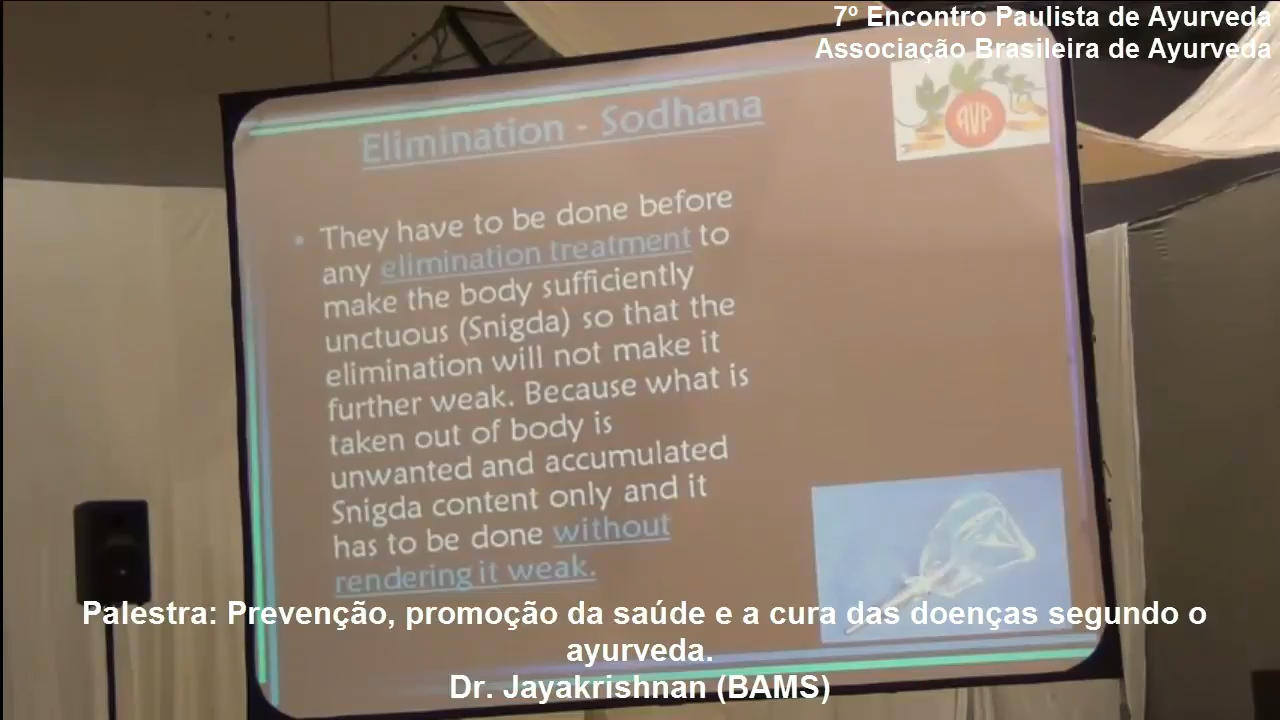 7º Encontro Paulista de Ayurveda
Associação Brasileira de Ayurveda
Elimination - Sodhana
AVP
• They have to be done before
any elimination treatment to
make the body sufficiently
unctuous (Snigda) so that the
elimination will not make it
further weak. Because what is
taken out of body is
unwanted and accumulated
Snigda content only and it
has to be done without
rendering it weak.
Palestra: Prevenção, promoção da saúde e a cura das doenças segundo o
ayurveda.
Dr. Jayakrishnan (BAMS)